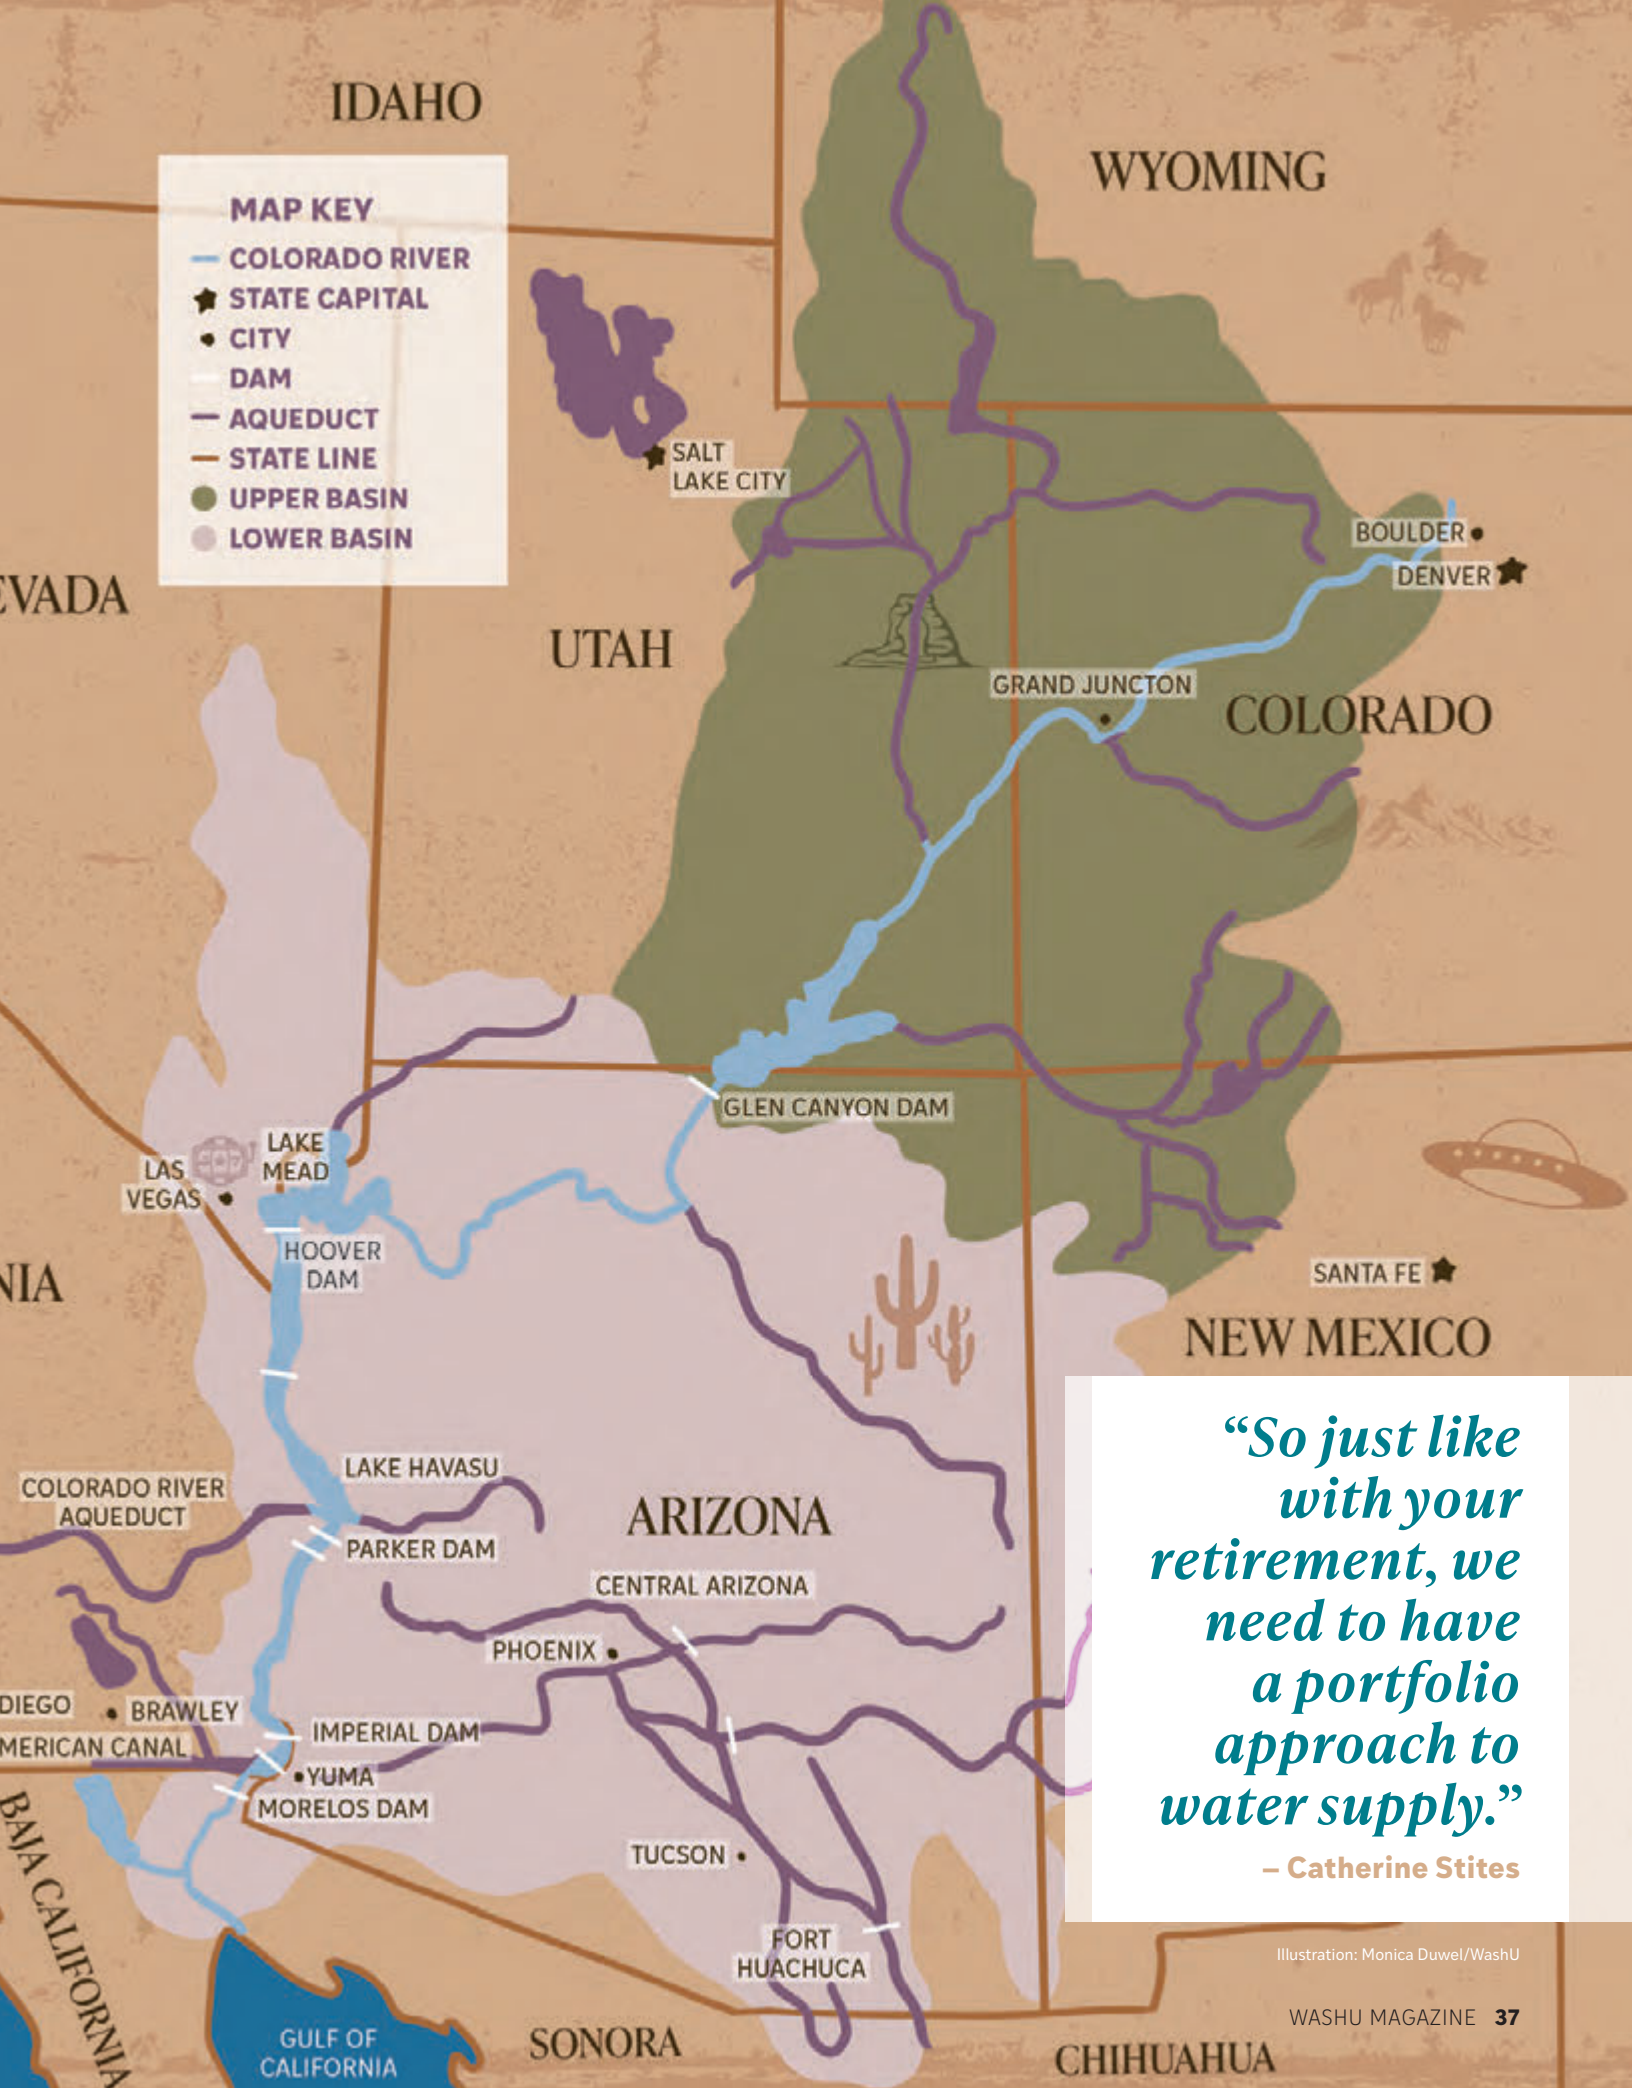 IDAHO
WYOMING
MAP KEY
COLORADO RIVER
STATE CAPITAL
CITY
DAM
AQUEDUCT
STATE LINE
UPPER BASIN
LOWER BASIN
SALT
LAKE CITY
BOULDER
DENVER
EVADA
UTAH
GRAND JUNCTON
COLORADO
GLEN CANYON DAM
LAKE
MEAD
LAS
VEGAS
HOOVER
DAM
NIA
SANTA FE
NEW MEXICO
“So just like
with your
retirement, we
need to have
a portfolio
approach to
water supply.”
– Catherine Stites
LAKE HAVASU
COLORADO RIVER
AQUEDUCT
ARIZONA
PARKER DAM
CENTRAL ARIZONA
PHOENIX
DIEGO
BRAWLEY
IMPERIAL DAM
MERICAN CANAL
YUMA
MORELOS DAM
TUCSON
BAJA CALIFORNIA
FORT
HUACHUCA
GULF OF
CALIFORNIA
SONORA
CHIHUAHUA
Illustration: Monica Duwel/WashU
WASHU MAGAZINE 37